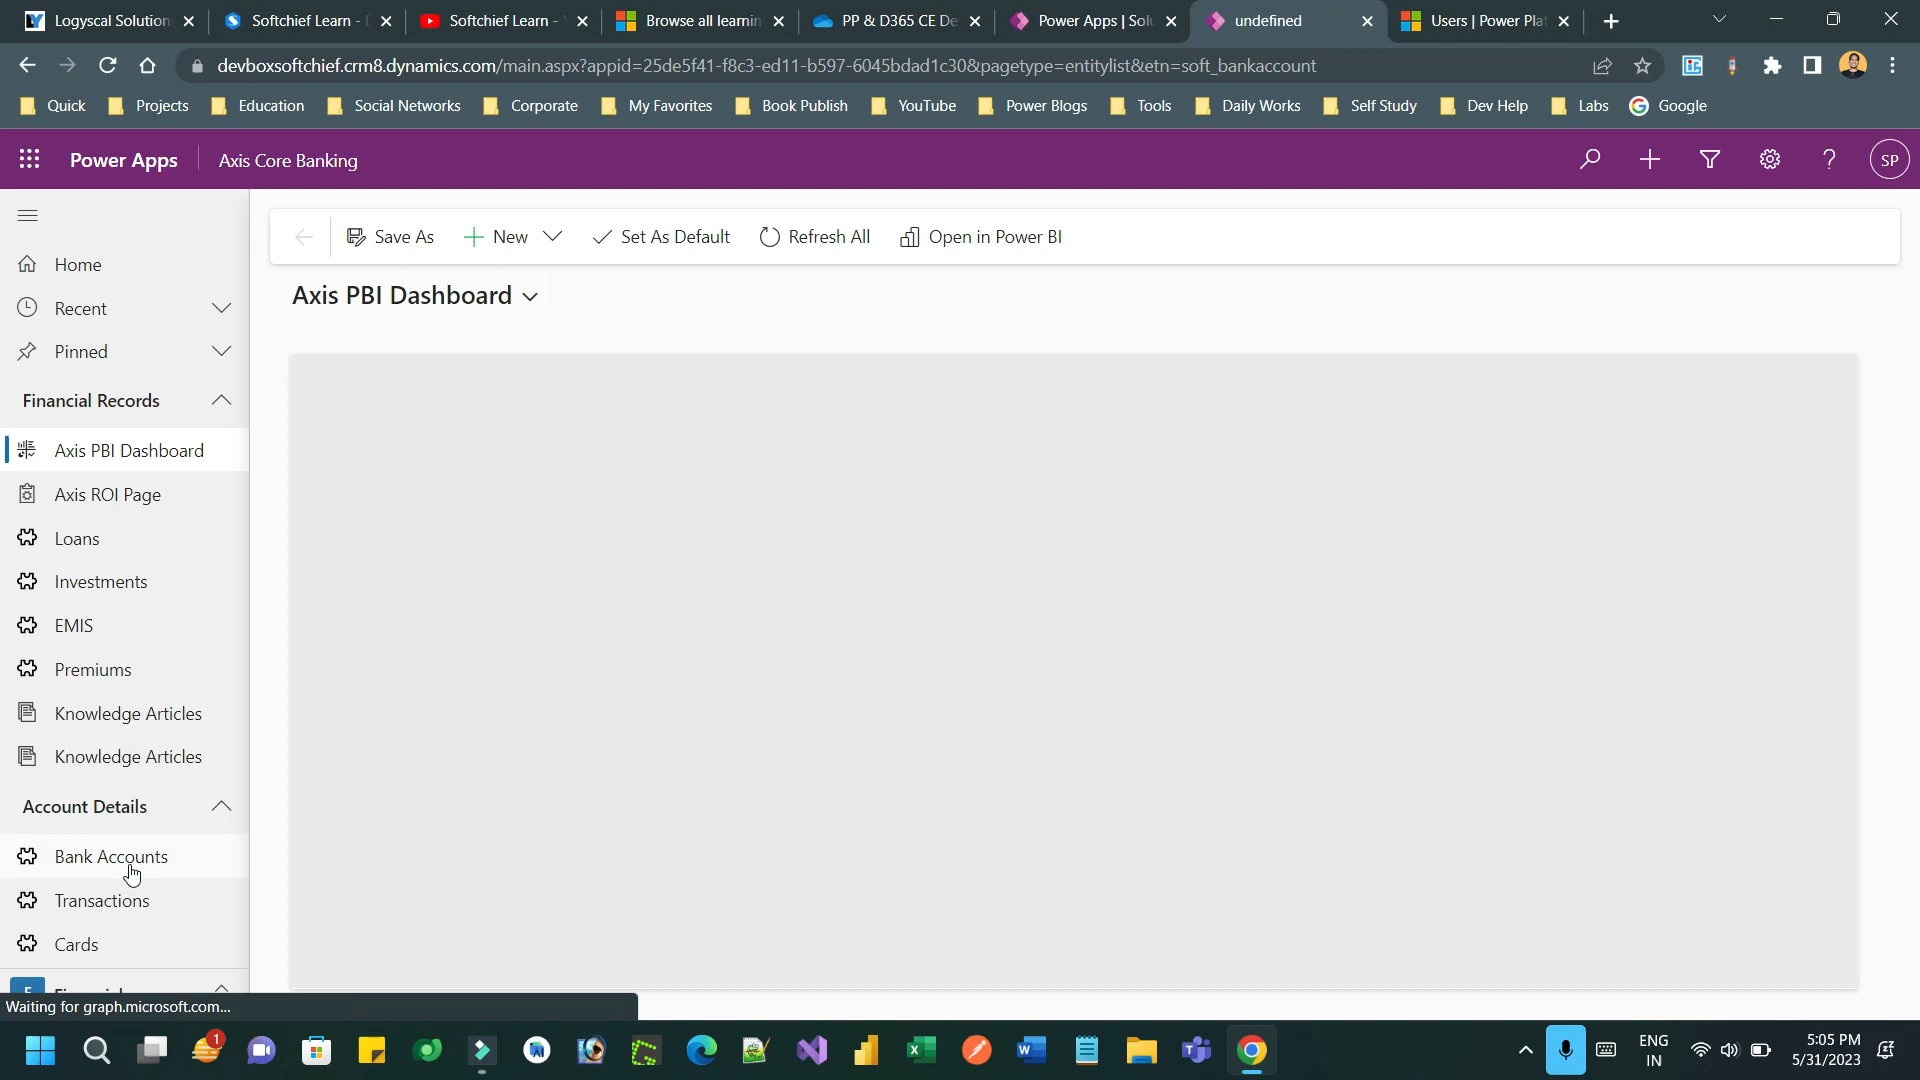 Logyscal Solution
Softchief Learn -
Softchief Learn -
Browse all learnin
PP & D365 CE De
Power Apps | Solu
undefined
Users | Power Plat
devboxsoftchief.crm8.dynamics.com/main.aspx?appid=25de5f41-f8c3-ed11-b597-6045bdad1c30&pagetype=entitylist&etn=soft_bankaccount
Quick
Projects
Education
Social Networks
Corporate
My Favorites
Book Publish
YouTube
Power Blogs
Tools
Daily Works
Self Study
Dev Help
Labs
Google
Power Apps
Axis Core Banking
SP
Save As
New
Set As Default
Refresh All
Open in Power BI
Axis PBI Dashboard
Home
Recent
Pinned
Financial Records
Axis PBI Dashboard
Axis ROI Page
Loans
Investments
EMIS
Premiums
Knowledge Articles
Knowledge Articles
Account Details
Bank Accounts
Transactions
Cards
Waiting for graph.microsoft.com...
1
ENG
IN
5:05 PM
5/31/2023